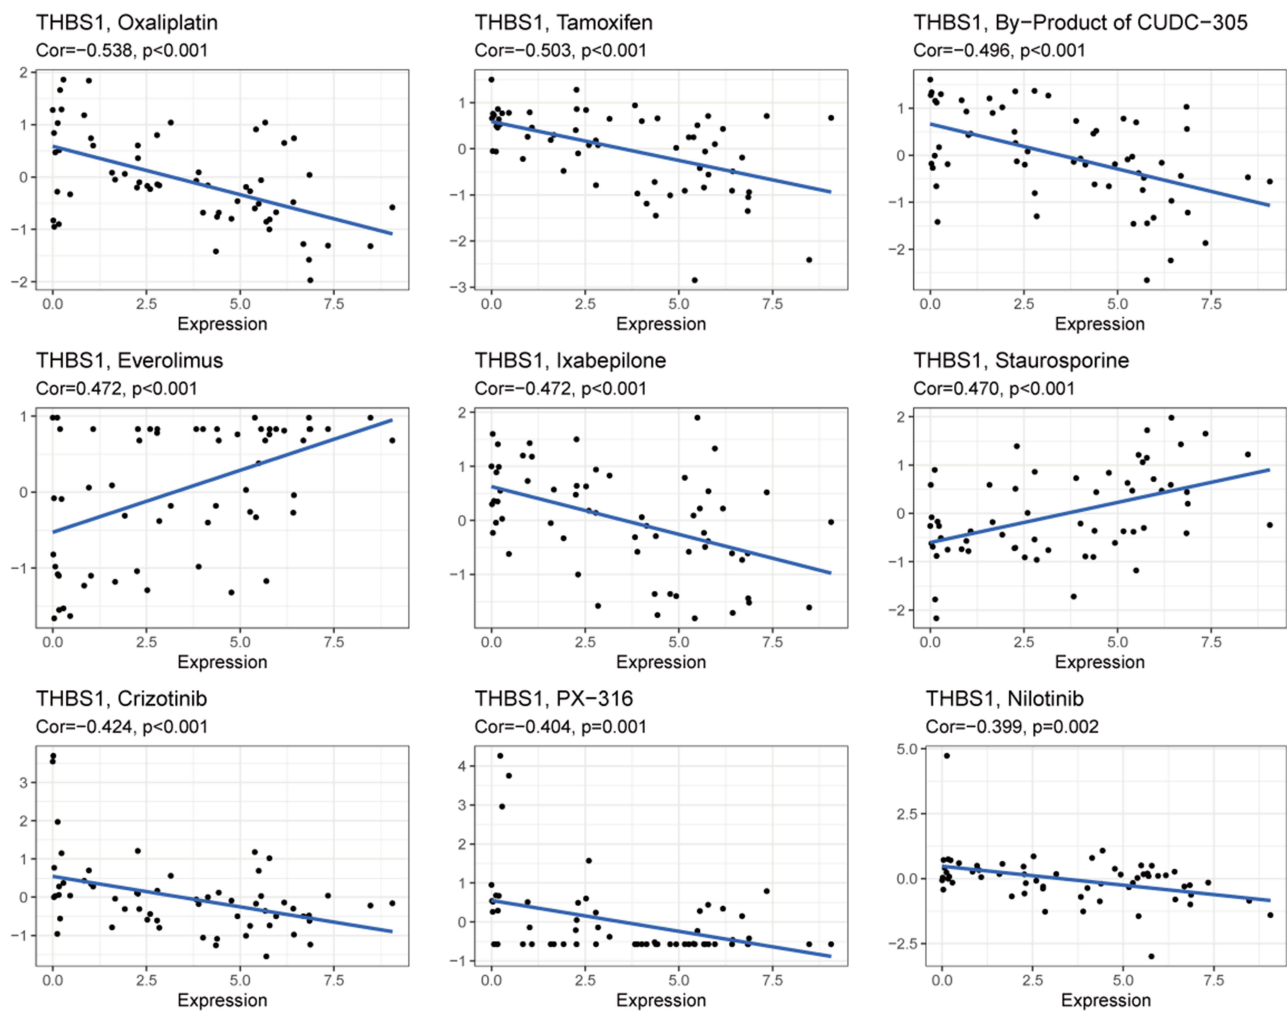 THBS1, Oxaliplatin
Cor=−0.538, p<0.001
2
1
0
−1
−2
0.0 2.5 5.0 7.5
Expression
THBS1, Tamoxifen
Cor=−0.503, p<0.001
1
0
−1
−2
−3
0.0 2.5 5.0 7.5
Expression
THBS1, By−Product of CUDC−305
Cor=−0.496, p<0.001
1
0
−1
−2
0.0 2.5 5.0 7.5
Expression
THBS1, Everolimus
Cor=0.472, p<0.001
1
0
−1
0.0 2.5 5.0 7.5
Expression
THBS1, Ixabepilone
Cor=−0.472, p<0.001
2
1
0
−1
0.0 2.5 5.0 7.5
Expression
THBS1, Staurosporine
Cor=0.470, p<0.001
2
1
0
−1
−2
0.0 2.5 5.0 7.5
Expression
THBS1, Crizotinib
Cor=−0.424, p<0.001
3
2
1
0
−1
0.0 2.5 5.0 7.5
Expression
THBS1, PX−316
Cor=−0.404, p=0.001
4
3
2
1
0
−1
0.0 2.5 5.0 7.5
Expression
THBS1, Nilotinib
Cor=−0.399, p=0.002
5.0
2.5
0.0
−2.5
0.0 2.5 5.0 7.5
Expression